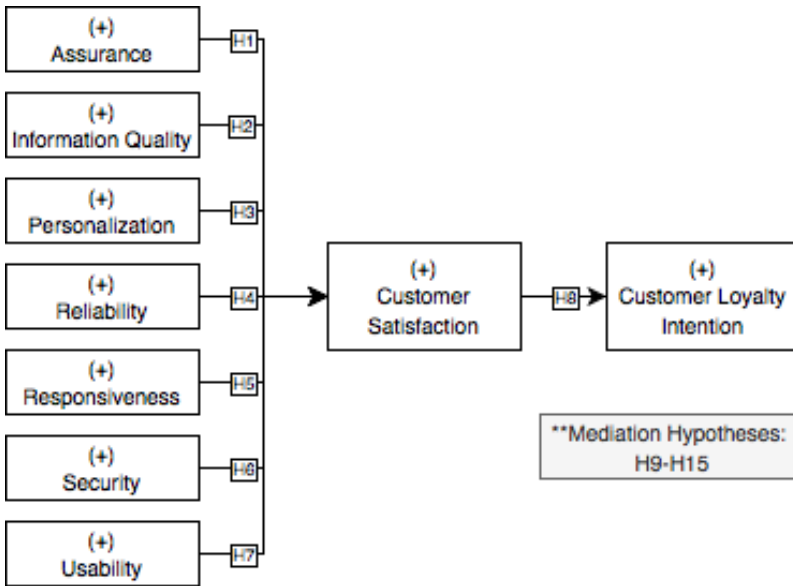 (+)
Assurance
H1
(+)
Information Quality
H2
(+)
Personalization
H3
(+)
Reliability
H4
(+)
Responsiveness
H5
(+)
Security
H6
(+)
Usability
H7
(+)
Customer
Satisfaction
H8
(+)
Customer Loyalty
Intention
**Mediation Hypotheses:
H9-H15